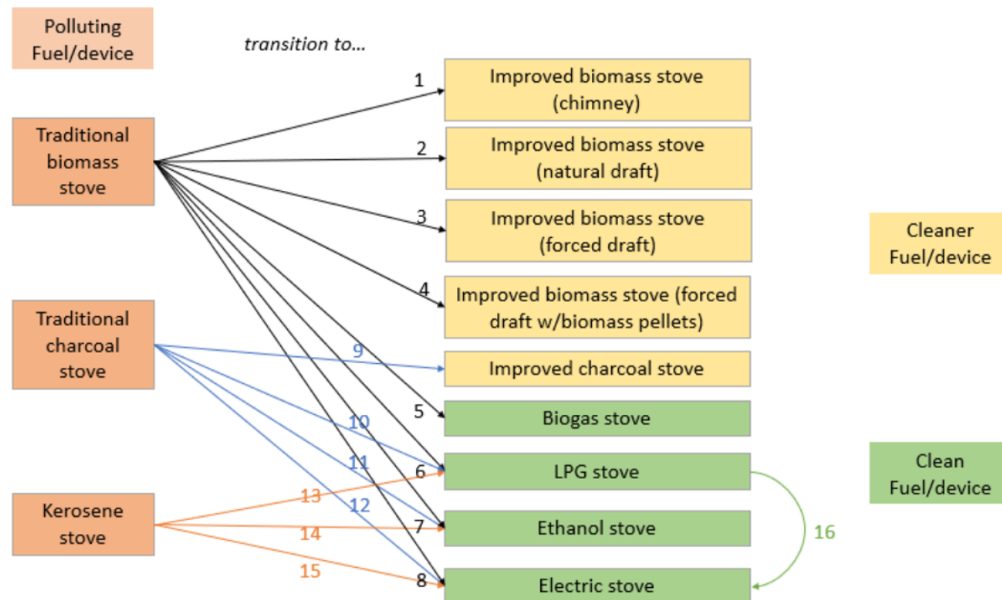 Polluting
Fuel/device
transition to...
1
Improved biomass stove
(chimney)
Traditional
biomass
stove
2
Improved biomass stove
(natural draft)
3
Improved biomass stove
(forced draft)
Cleaner
Fuel/device
4
Improved biomass stove (forced
draft w/biomass pellets)
Traditional
charcoal
stove
9
Improved charcoal stove
5
Biogas stove
10
11
6
LPG stove
Clean
Fuel/device
12
13
Kerosene
stove
14
7
Ethanol stove
16
15
8
Electric stove